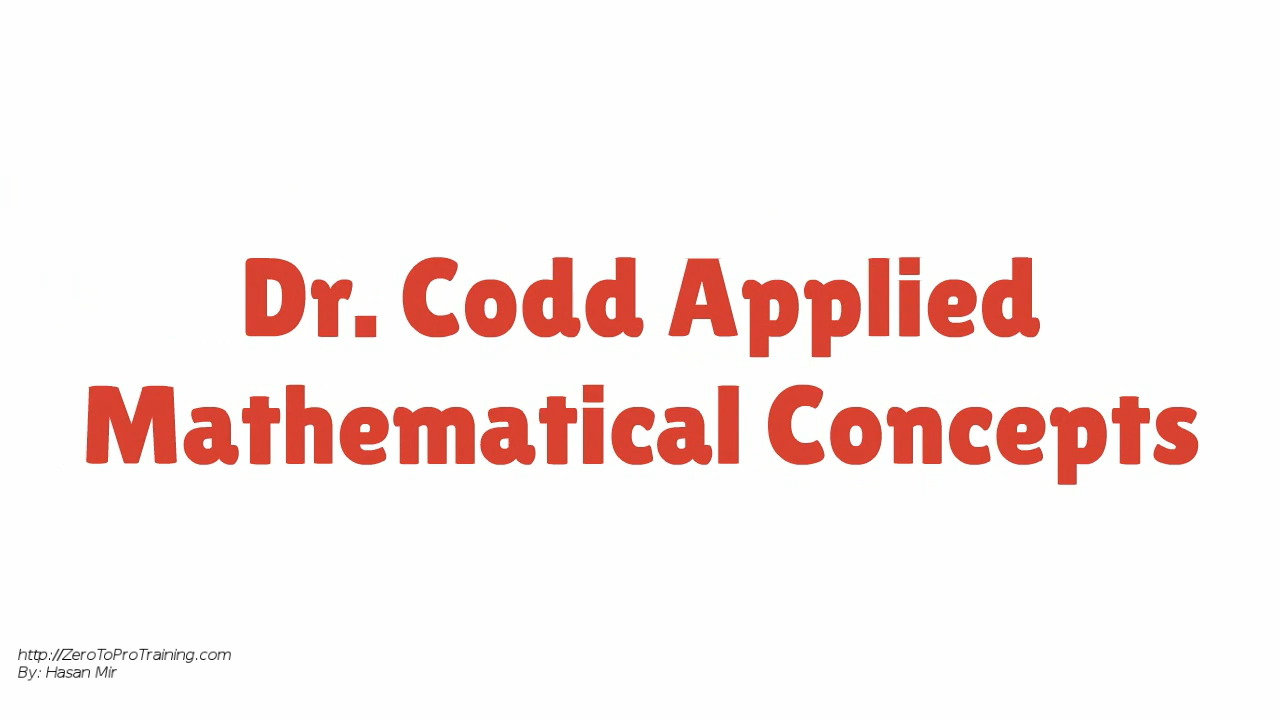 Dr. Codd Applied
Mathematical Concepts
http://ZeroToProTraining.com
By: Hasan Mir